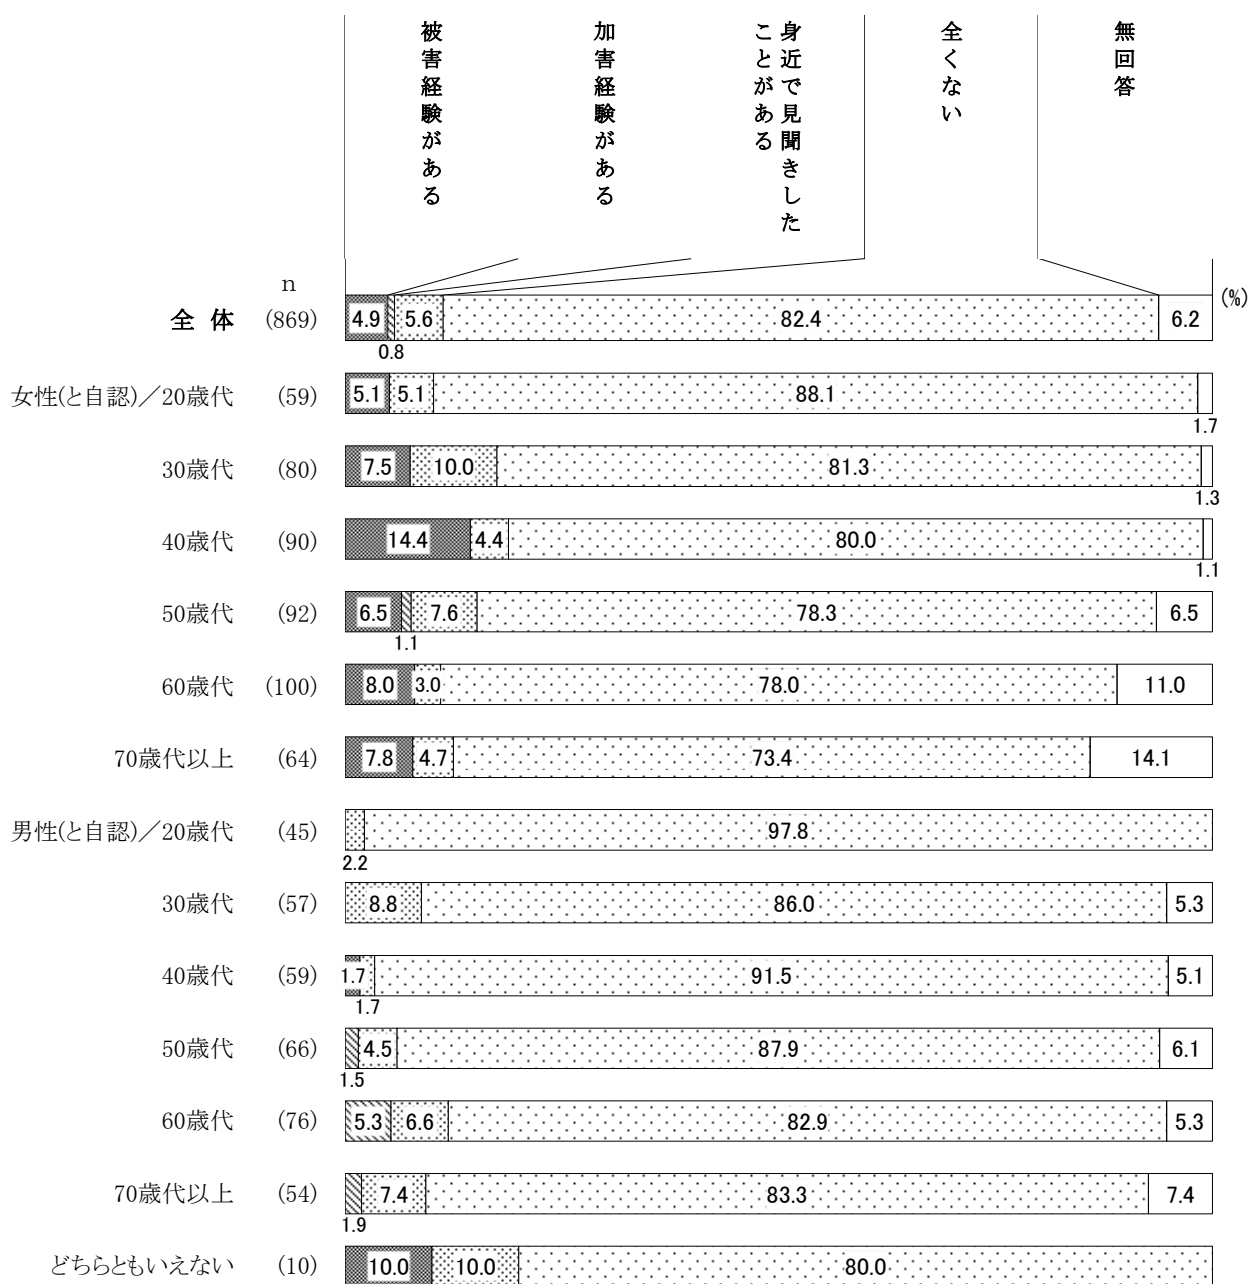 被害経験がある
加害経験がある
身近で見聞きした
ことがある
全くない
無回答
n
(%)
全 体 (869) 4.9 5.6 82.4 6.2
0.8
女性(と自認)／20歳代 (59) 5.1 5.1 88.1
1.7
30歳代 (80) 7.5 10.0 81.3
1.3
40歳代 (90) 14.4 4.4 80.0
1.1
50歳代 (92) 6.5 7.6 78.3 6.5
1.1
60歳代 (100) 8.0 3.0 78.0 11.0
70歳代以上 (64) 7.8 4.7 73.4 14.1
男性(と自認)／20歳代 (45) 97.8
2.2
30歳代 (57) 8.8 86.0 5.3
40歳代 (59) 1.7 91.5 5.1
1.7
50歳代 (66) 4.5 87.9 6.1
1.5
60歳代 (76) 5.3 6.6 82.9 5.3
70歳代以上 (54) 7.4 83.3 7.4
1.9
どちらともいえない (10) 10.0 10.0 80.0